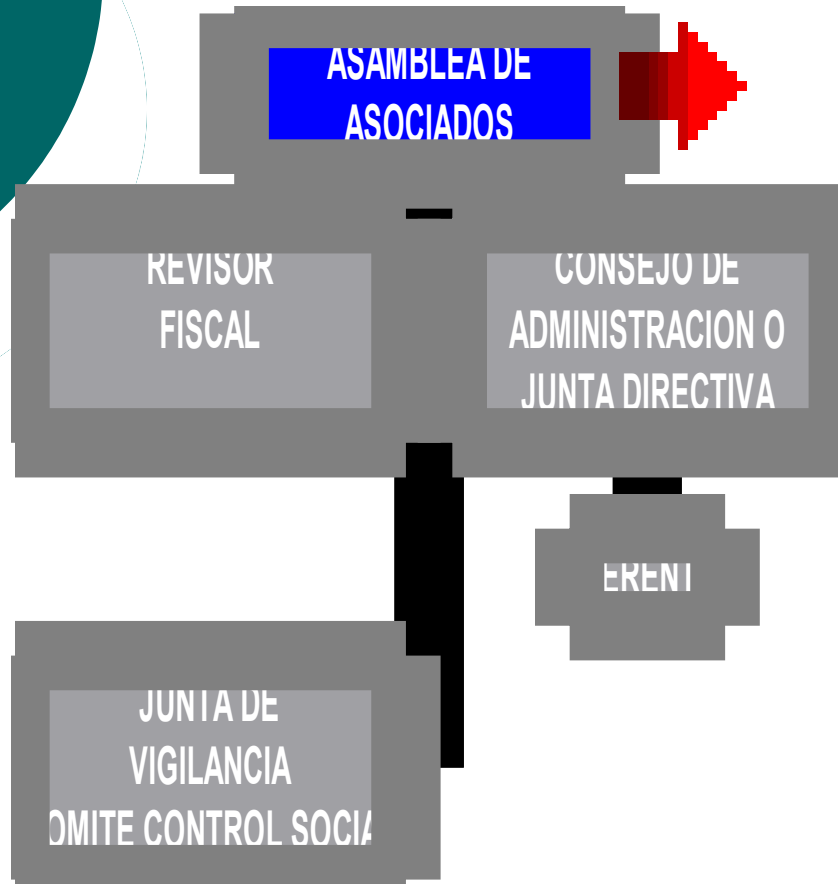 ASAMBLEA DE
ASOCIADOS
REVISOR
FISCAL
CONSEJO DE
ADMINISTRACION O
JUNTA DIRECTIVA
ERENT
JUNTA DE
VIGILANCIA
OMITE CONTROL SOCIA